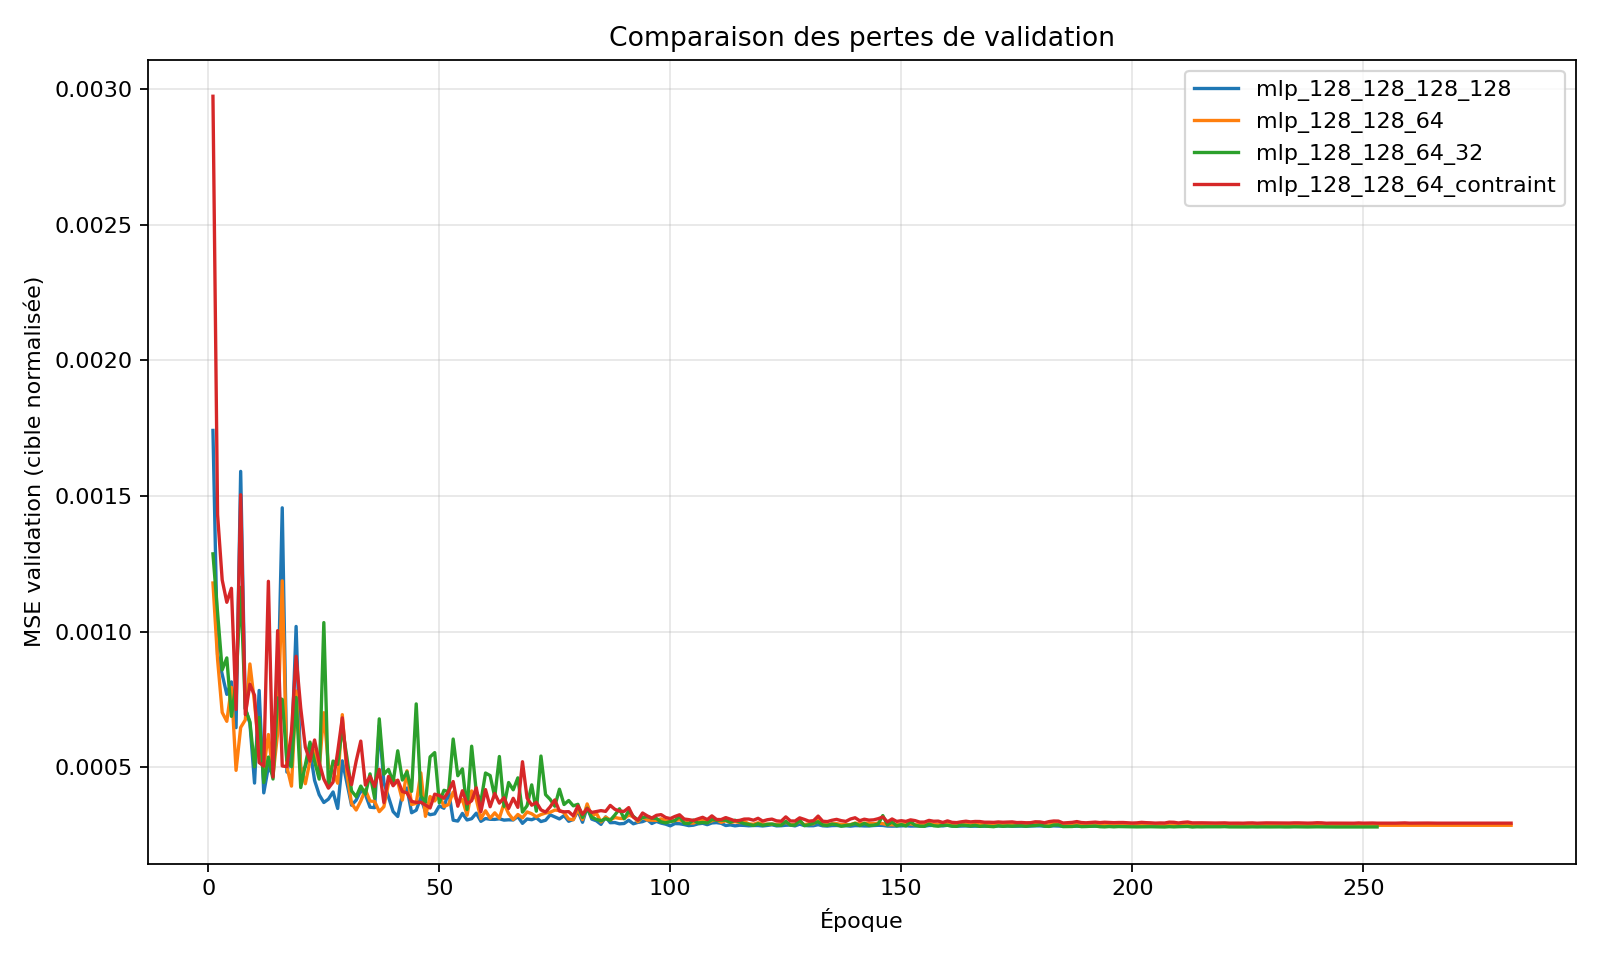 Comparaison des pertes de validation
mlp_128_128_128_128
mlp_128_128_64
mlp_128_128_64_32
mlp_128_128_64_contraint
MSE validation (cible normalisée)
0.0030
0.0025
0.0020
0.0015
0.0010
0.0005
0 50 100 150 200 250
Époque